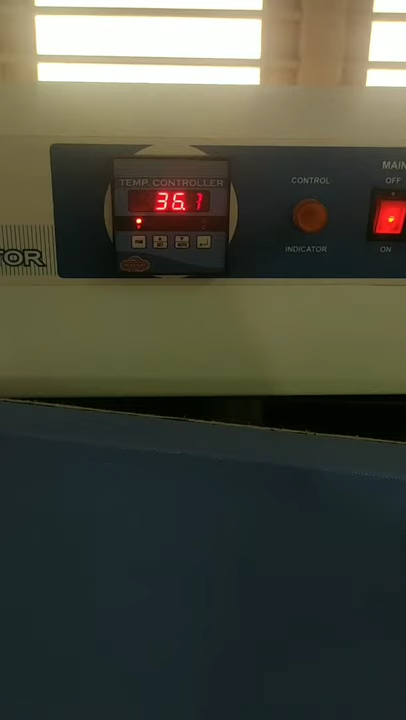 MAIN
TEMP. CONTROLLER
CONTROL
OFF
36.1
INDICATOR
ON
TOR